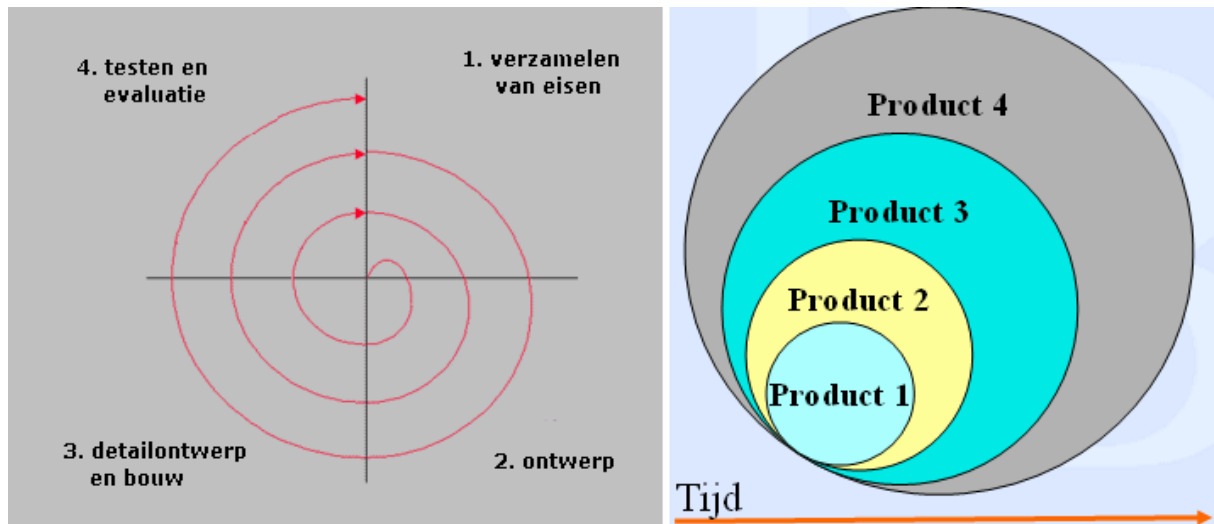 4. testen en
evaluatie
1. verzamelen
van eisen
3. detailontwerp
en bouw
2. ontwerp
Product 4
Product 3
Product 2
Product 1
Tijd